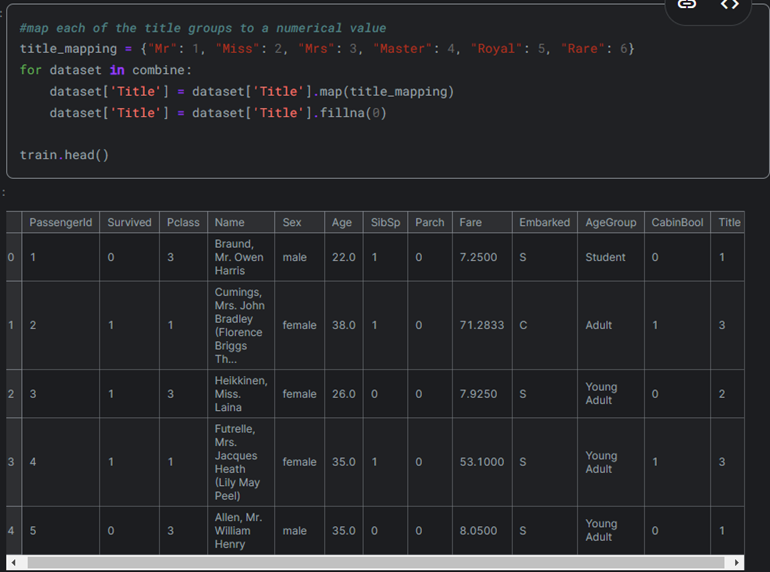 #map each of the title groups to a numerical value
title_mapping = {"Mr": 1, "Miss": 2, "Mrs": 3, "Master": 4, "Royal": 5, "Rare": 6}
for dataset in combine:
    dataset['Title'] = dataset['Title'].map(title_mapping)
    dataset['Title'] = dataset['Title'].fillna(0)
train.head()
:
PassengerId Survived Pclass Name Sex Age SibSp Parch Fare Embarked AgeGroup CabinBool Title
Braund,
0 1 0 3 Mr. Owen male 22.0 1 0 7.2500 S Student 0 1
Harris
Cumings,
Mrs. John
Bradley
1 2 1 1 (Florence female 38.0 1 0 71.2833 C Adult 1 3
Briggs
Th...
Heikkinen,
2 3 1 3 Miss. female 26.0 0 0 7.9250 S Young Adult 0 2
Laina
Futrelle,
Mrs.
Jacques
3 4 1 1 Heath female 35.0 1 0 53.1000 S Young Adult 1 3
(Lily May
Peel)
Allen, Mr.
4 5 0 3 William male 35.0 0 0 8.0500 S Young Adult 0 1
Henry